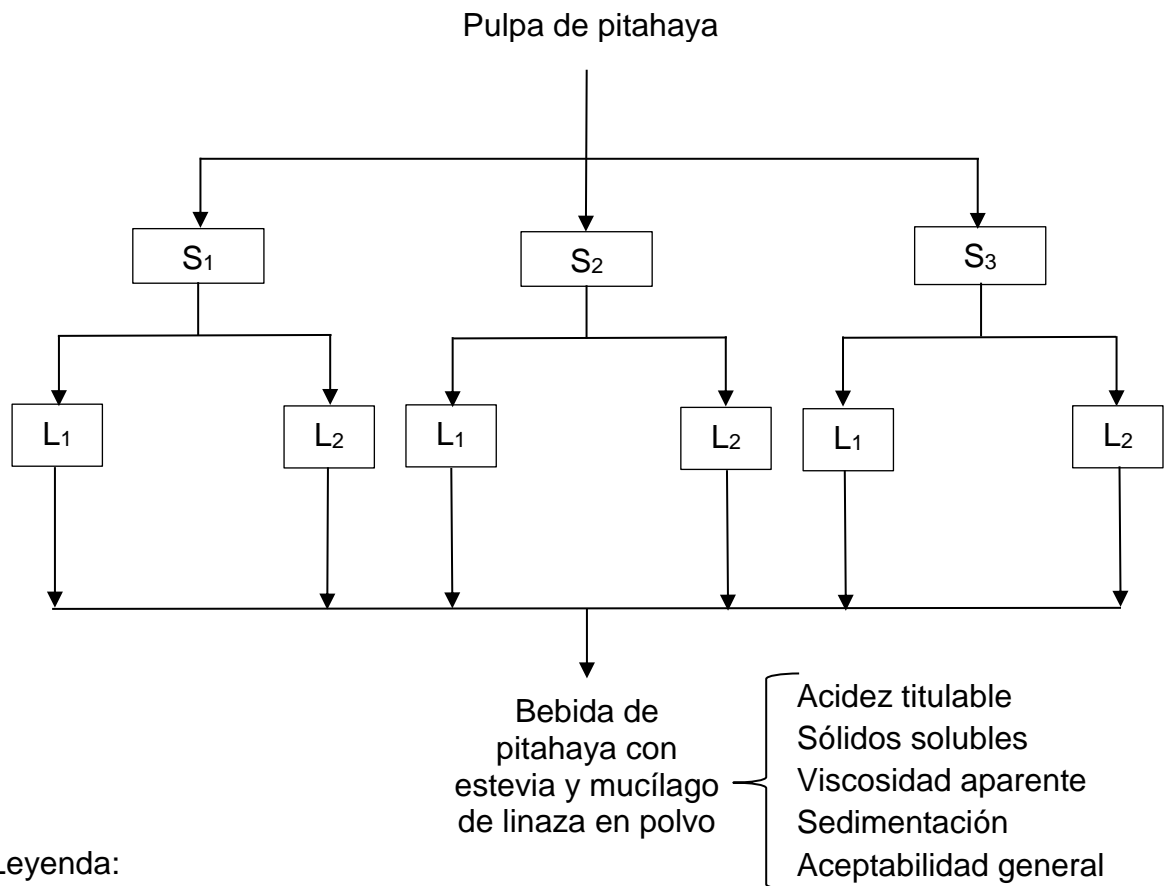 Pulpa de pitahaya
S1 S2 S3
L1 L2 L1 L2 L1 L2
Bebida de
pitahaya con
estevia y mucílago
de linaza en polvo
Acidez titulable
Sólidos solubles
Viscosidad aparente
Sedimentación
Aceptabilidad general
Leyenda: